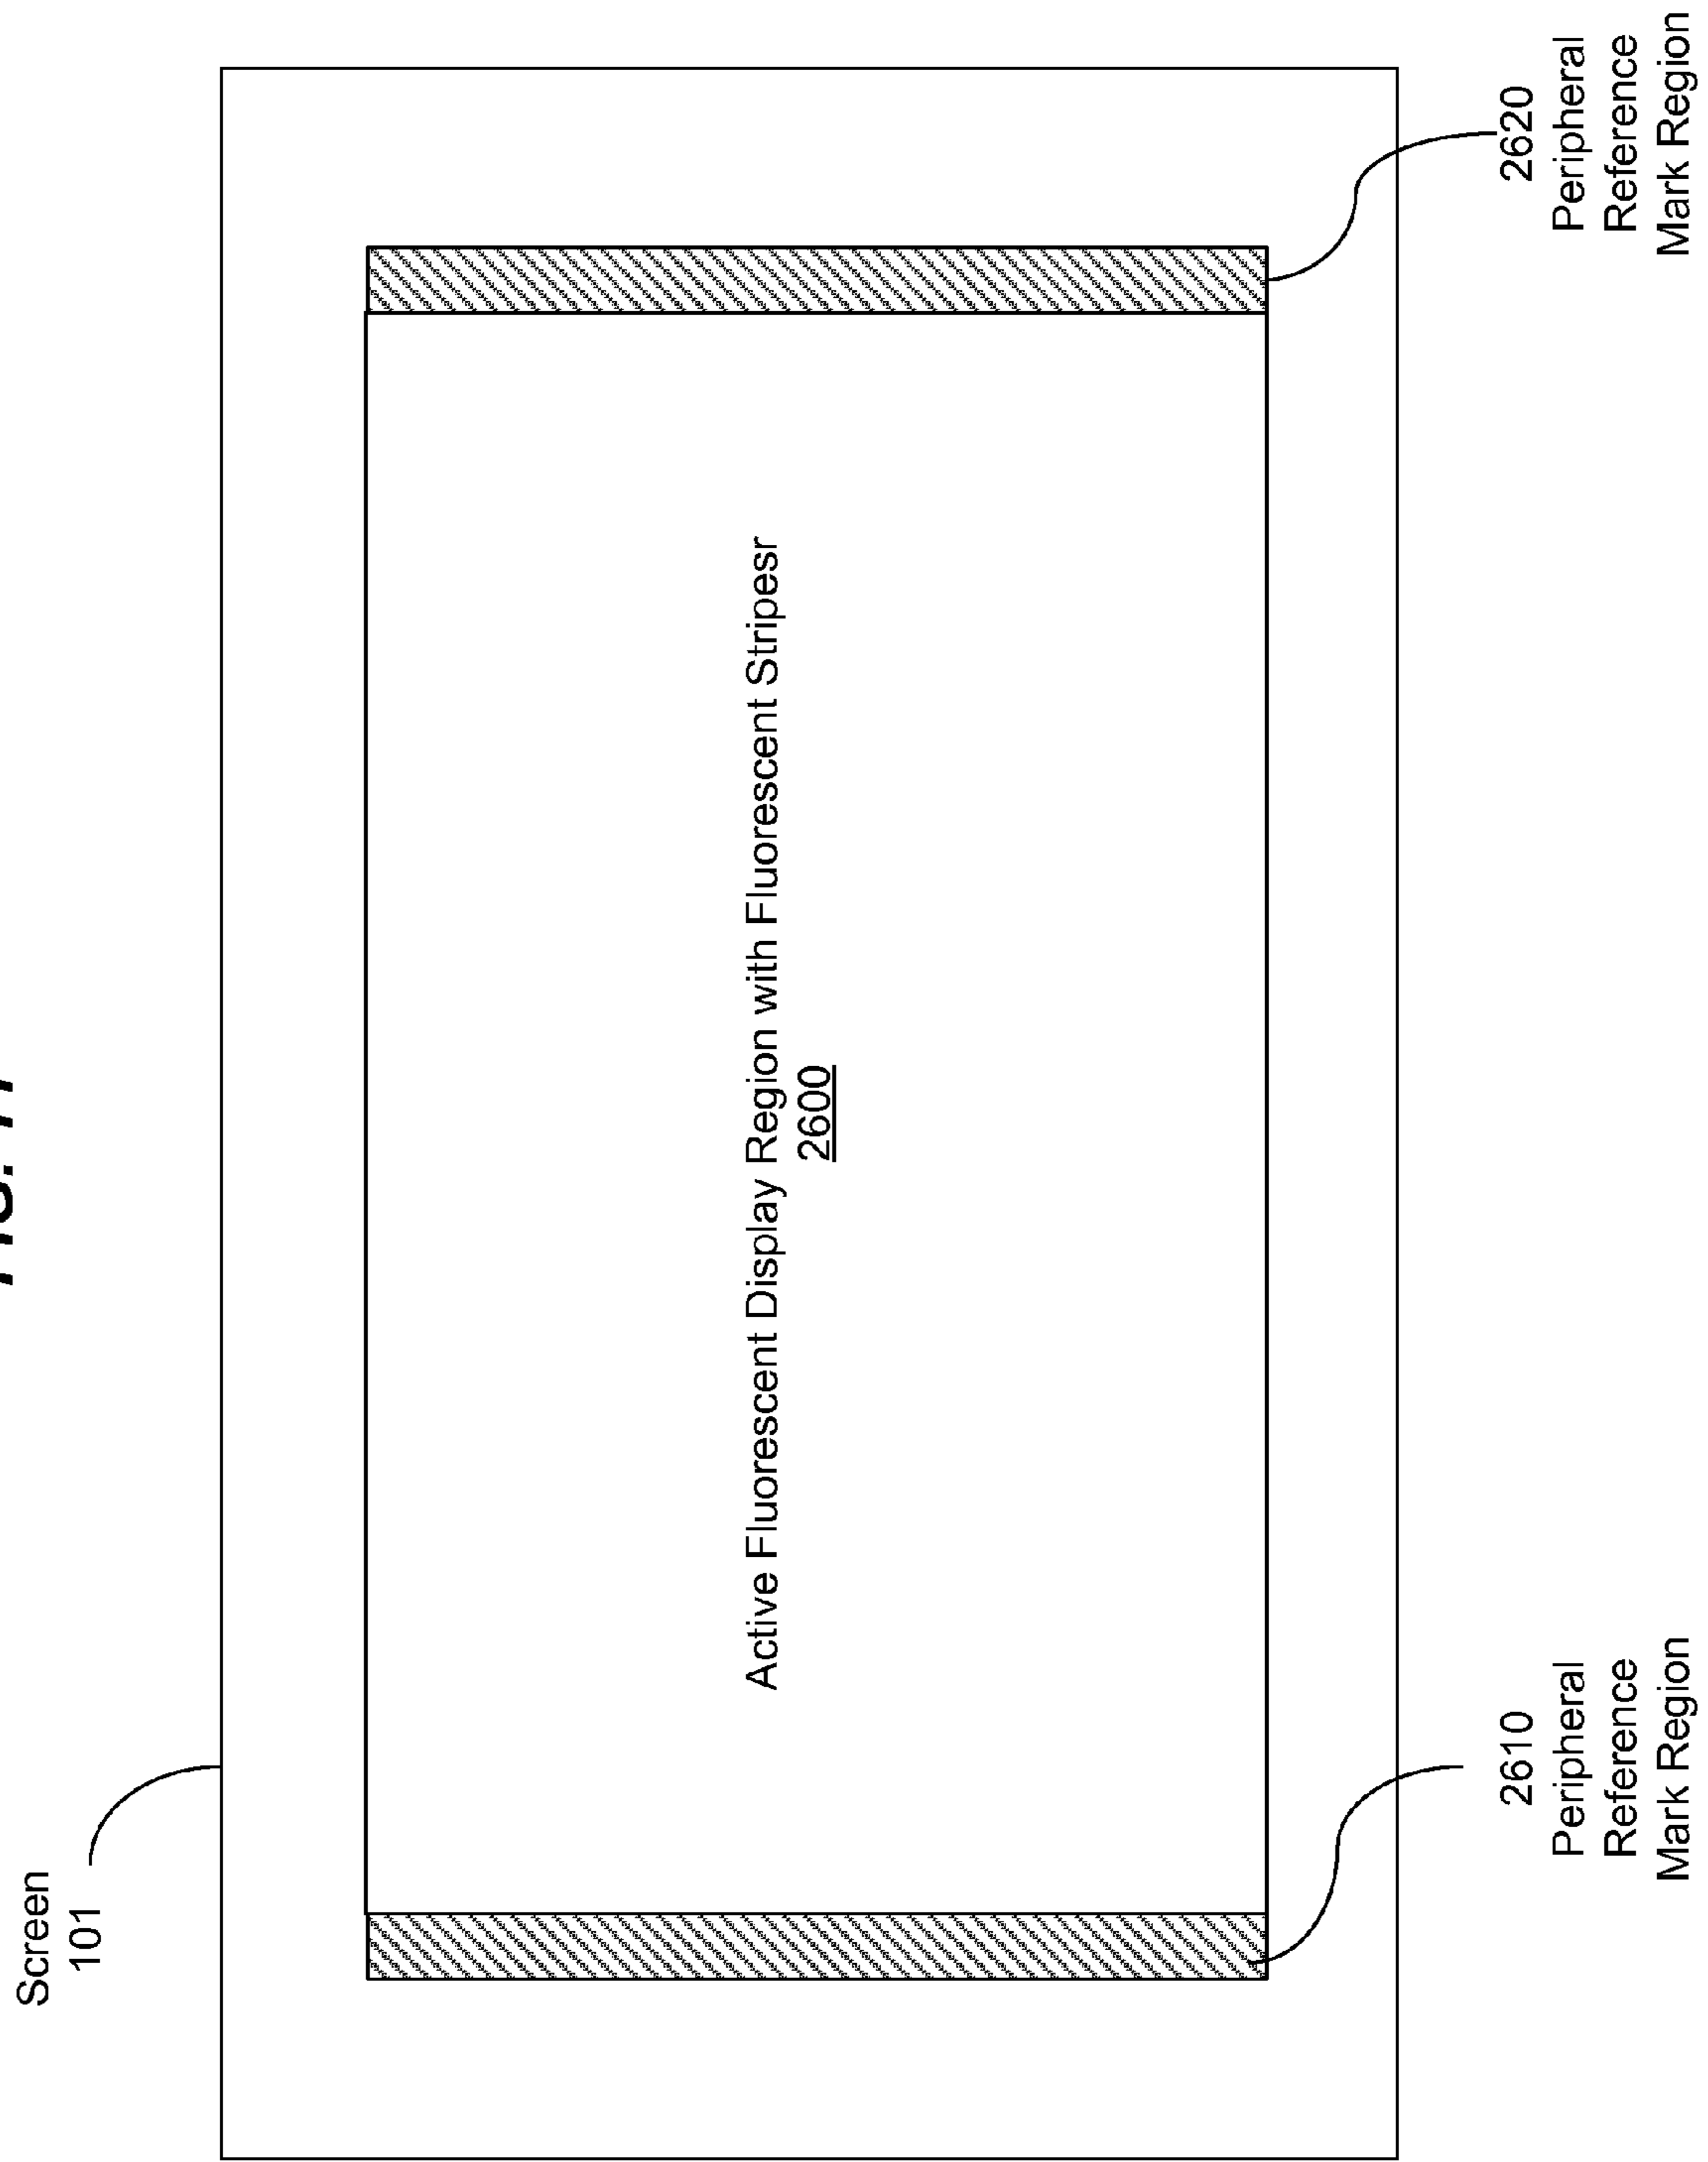 Screen
101
Active Fluorescent Display Region with Fluorescent Stripesr
2600
2610
Peripheral
Reference
Mark Region
2620
Peripheral
Reference
Mark Region